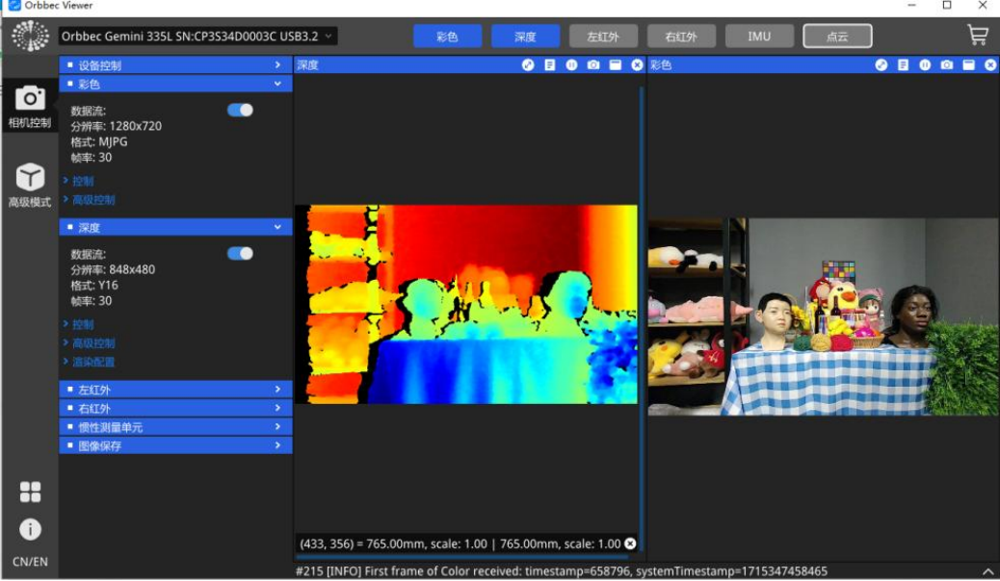 Orbbec Viewer
Orbbec Gemini 335L SN:CP3S34D0003C USB3.2
彩色
深度
左红外
右红外
IMU
点云
相机控制
高级模式
CN/EN
设备控制
彩色
数据流:
分辨率: 1280x720
格式: MJPG
帧率: 30
控制
高级控制
深度
数据流:
分辨率: 848x480
格式: Y16
帧率: 30
控制
高级控制
渲染配置
左红外
右红外
惯性测量单元
图像保存
深度
(433, 356) = 765.00mm, scale: 1.00 | 765.00mm, scale: 1.00
彩色
#215 [INFO] First frame of Color received: timestamp=658796, systemTimestamp=1715347458465